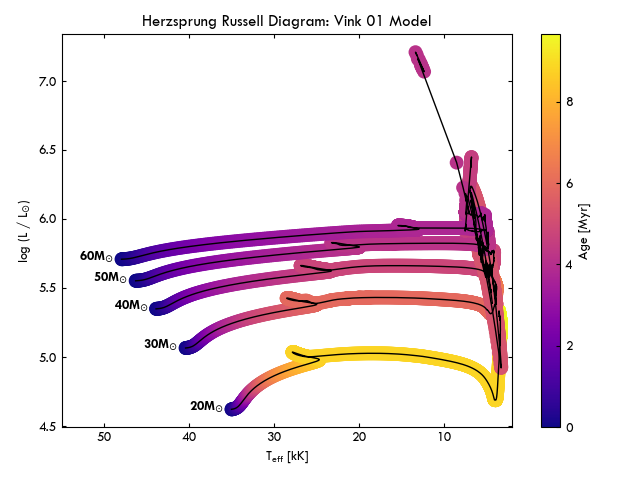 Herzsprung Russell Diagram: Vink 01 Model
log (L / L☉)
7.0
6.5
6.0
5.5
5.0
4.5
60M☉
50M☉
40M☉
30M☉
20M☉
50
40
30
20
10
T_eff [kK]
8
6
4
2
0
Age [Myr]